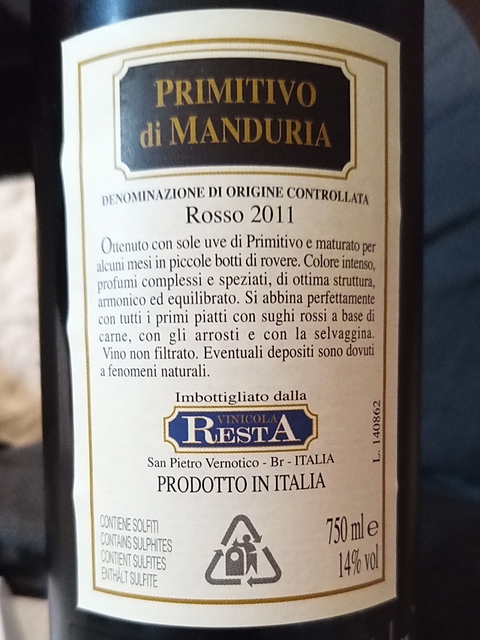 PRIMITIVO
di MANDURIA
DENOMINAZIONE DI ORIGINE CONTROLLATA
Rosso 2011
Ottenuto con sole uve di Primitivo e maturato per
alcuni mesi in piccole botti di rovere. Colore intenso,
profumi complessi e speziati, di ottima struttura,
armonico ed equilibrato. Si abbina perfettamente
con tutti i primi piatti con sughi rossi a base di
carne, con gli arrosti e con la selvaggina.
Vino non filtrato. Eventuali depositi sono dovuti
a fenomeni naturali.
Imbottigliato dalla
VINICOLA
RESTA
San Pietro Vernotico - Br - ITALIA
PRODOTTO IN ITALIA
L. 140862
CONTIENE SOLFITI
CONTAINS SULPHITES
CONTIENT SULFITES
ENTHÄLT SULFITE
750 ml e
14% vol